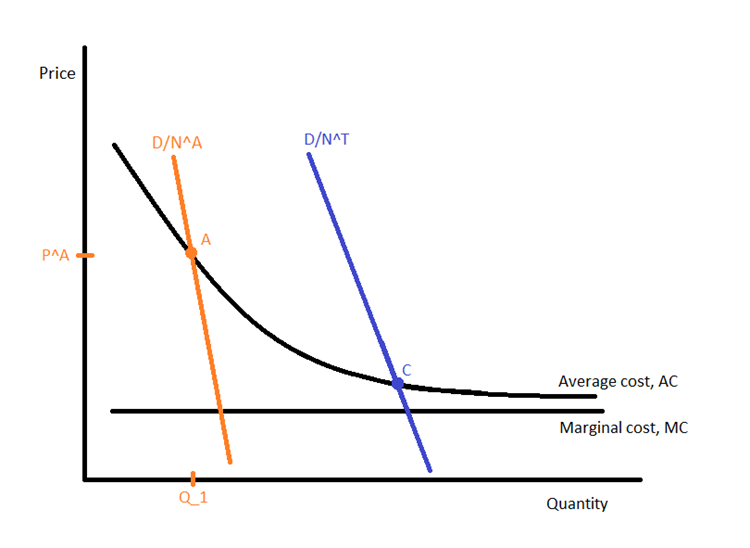 Price
D/N^A
D/N^T
A
P^A
C
Average cost, AC
Marginal cost, MC
Q_1
Quantity